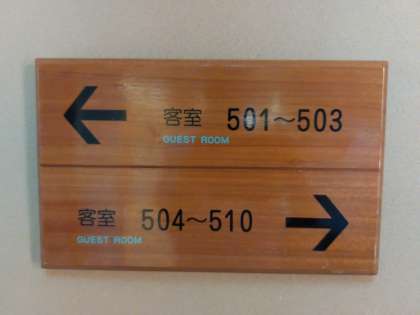 ← 客室 501～503
GUEST ROOM
客室 504～510 →
GUEST ROOM